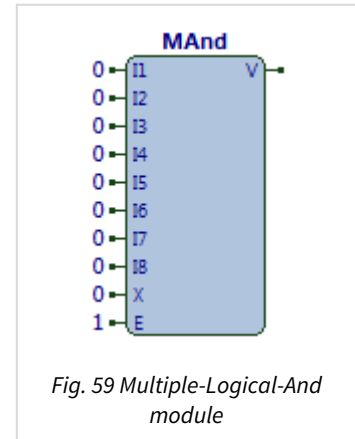 MAnd
0 I1 V
0 I2
0 I3
0 I4
0 I5
0 I6
0 I7
0 I8
0 X
1 E
Fig. 59 Multiple-Logical-And
module